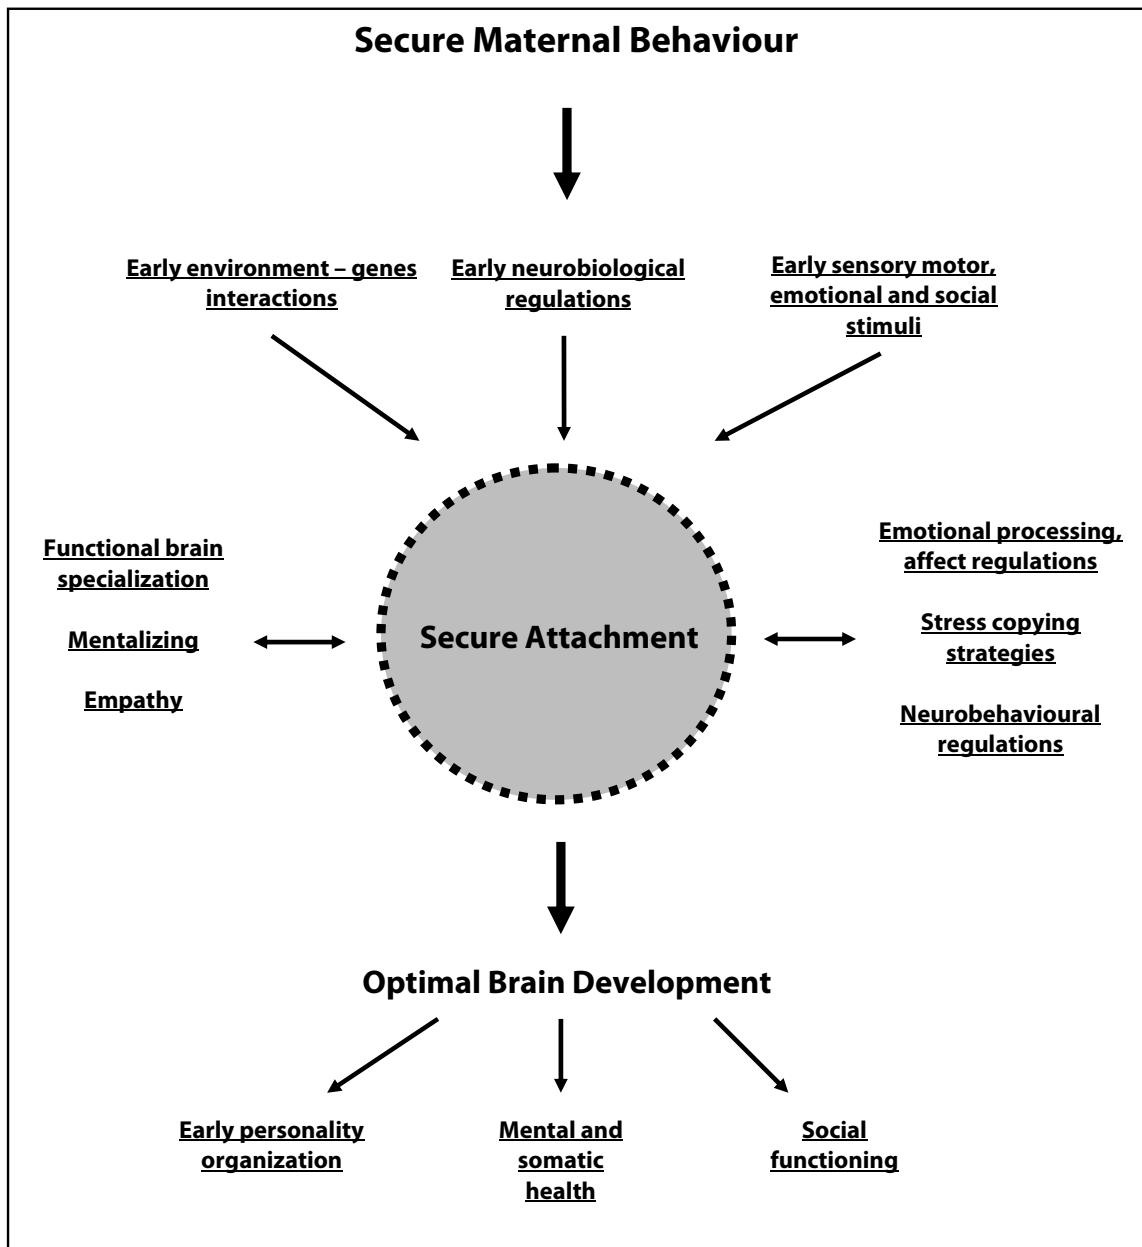 Secure Maternal Behaviour
Early environment – genes
interactions
Early neurobiological
regulations
Early sensory motor,
emotional and social
stimuli
Functional brain
specialization
Mentalizing
Empathy
Secure Attachment
Emotional processing,
affect regulations
Stress copying
strategies
Neurobehavioural
regulations
Optimal Brain Development
Early personality
organization
Mental and
somatic
health
Social
functioning